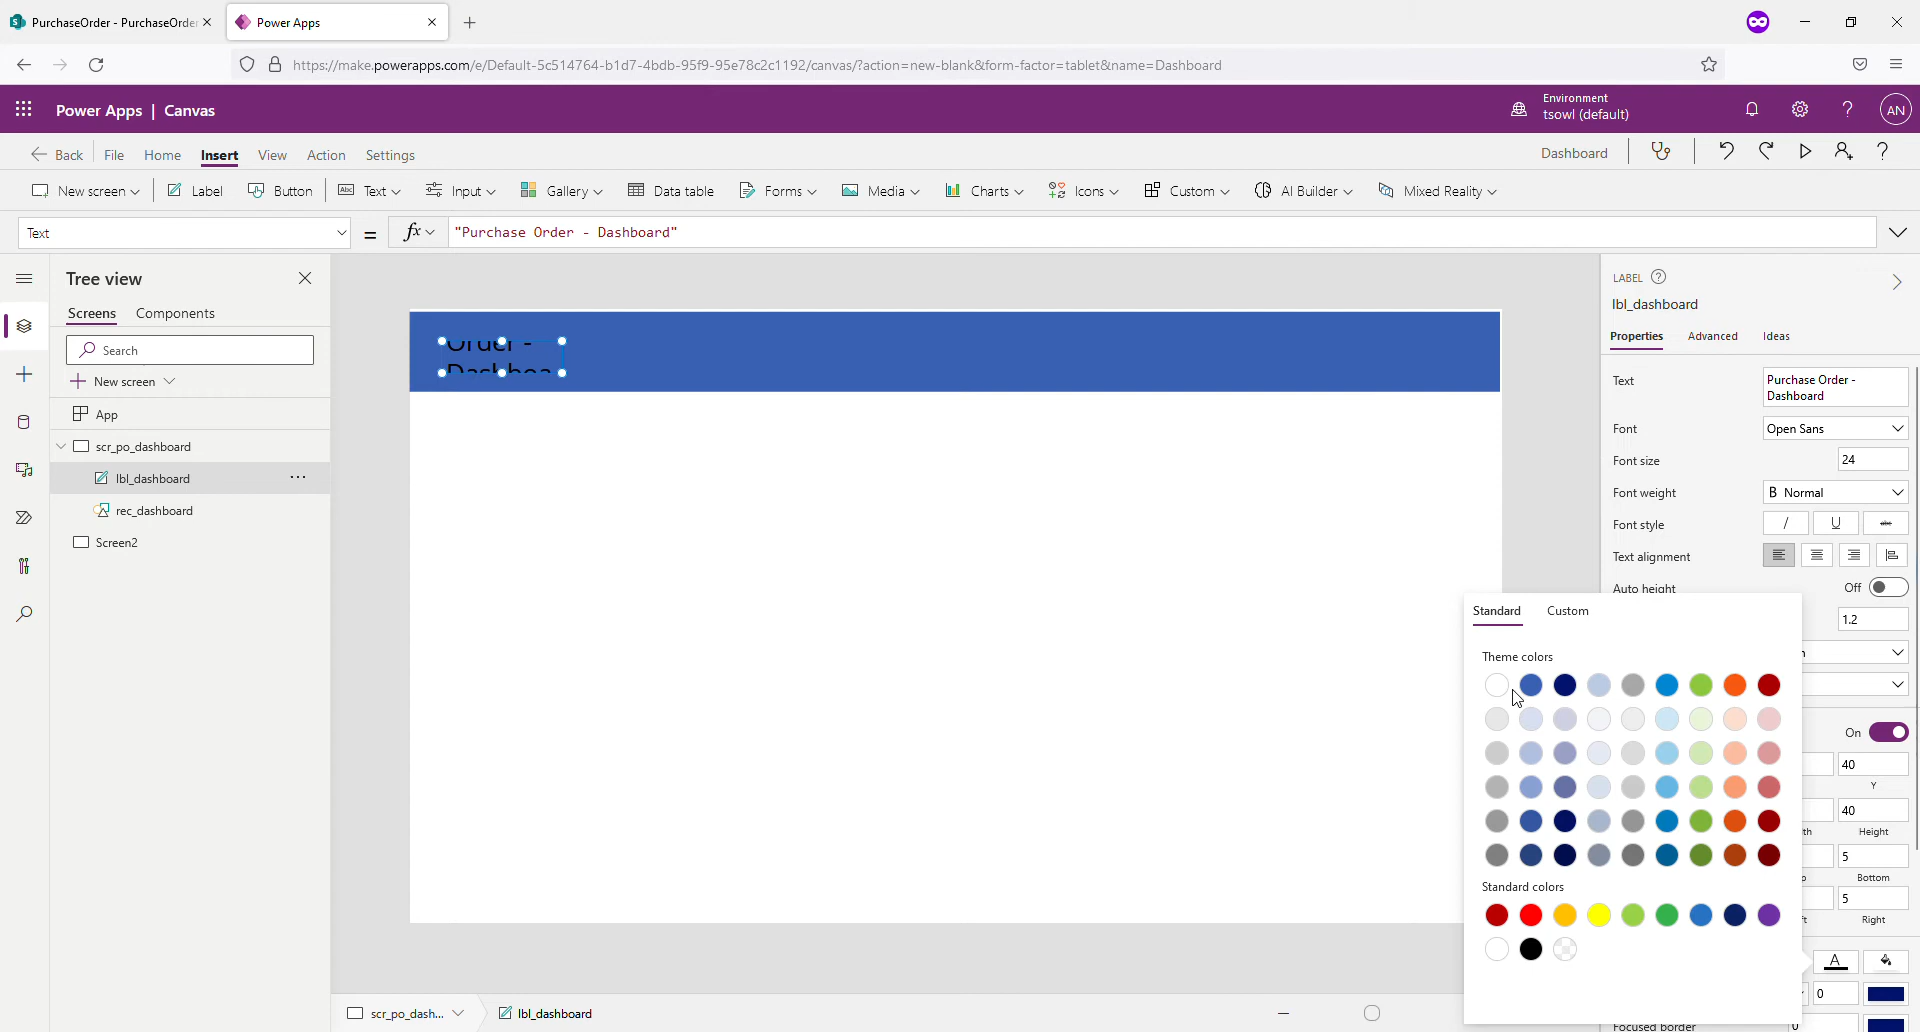 PurchaseOrder - PurchaseOrder
Power Apps
https://make.powerapps.com/e/Default-5c514764-b1d7-4bdb-95f9-95e78c2c1192/canvas/?action=new-blank&form-factor=tablet&name=Dashboard
Power Apps | Canvas
Environment
tsowl (default)
AN
Back
File
Home
Insert
View
Action
Settings
Dashboard
New screen
Label
Button
Text
Input
Gallery
Data table
Forms
Media
Charts
Icons
Custom
AI Builder
Mixed Reality
Text
=
fx
"Purchase Order - Dashboard"
Tree view
Screens
Components
Search
New screen
App
scr_po_dashboard
lbl_dashboard
rec_dashboard
Screen2
Order -
Dashboa
LABEL
lbl_dashboard
Properties
Advanced
Ideas
Text
Purchase Order -
Dashboard
Font
Open Sans
Font size
24
Font weight
B Normal
Font style
/
U
abc
Text alignment
Auto height
Off
1.2
On
40
Y
40
Height
5
Bottom
5
Right
A
0
Focused border
0
Standard
Custom
Theme colors
Standard colors
scr_po_dash...
lbl_dashboard